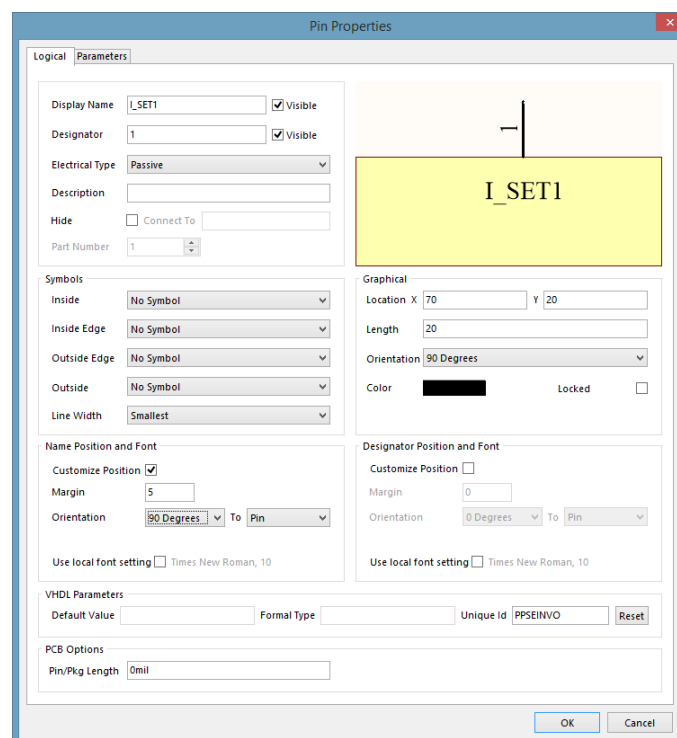 Pin Properties
Logical Parameters
Display Name I_SET1 Visible
Designator 1 Visible
Electrical Type Passive
Description
Hide Connect To
Part Number 1
1
I_SET1
Symbols
Inside No Symbol
Inside Edge No Symbol
Outside Edge No Symbol
Outside No Symbol
Line Width Smallest
Graphical
Location X 70 Y 20
Length 20
Orientation 90 Degrees
Color Locked
Name Position and Font
Customize Position
Margin 5
Orientation 90 Degrees To Pin
Use local font setting Times New Roman, 10
Designator Position and Font
Customize Position
Margin 0
Orientation 0 Degrees To Pin
Use local font setting Times New Roman, 10
VHDL Parameters
Default Value Formal Type Unique Id PPSEINVO Reset
PCB Options
Pin/Pkg Length 0mil
OK Cancel